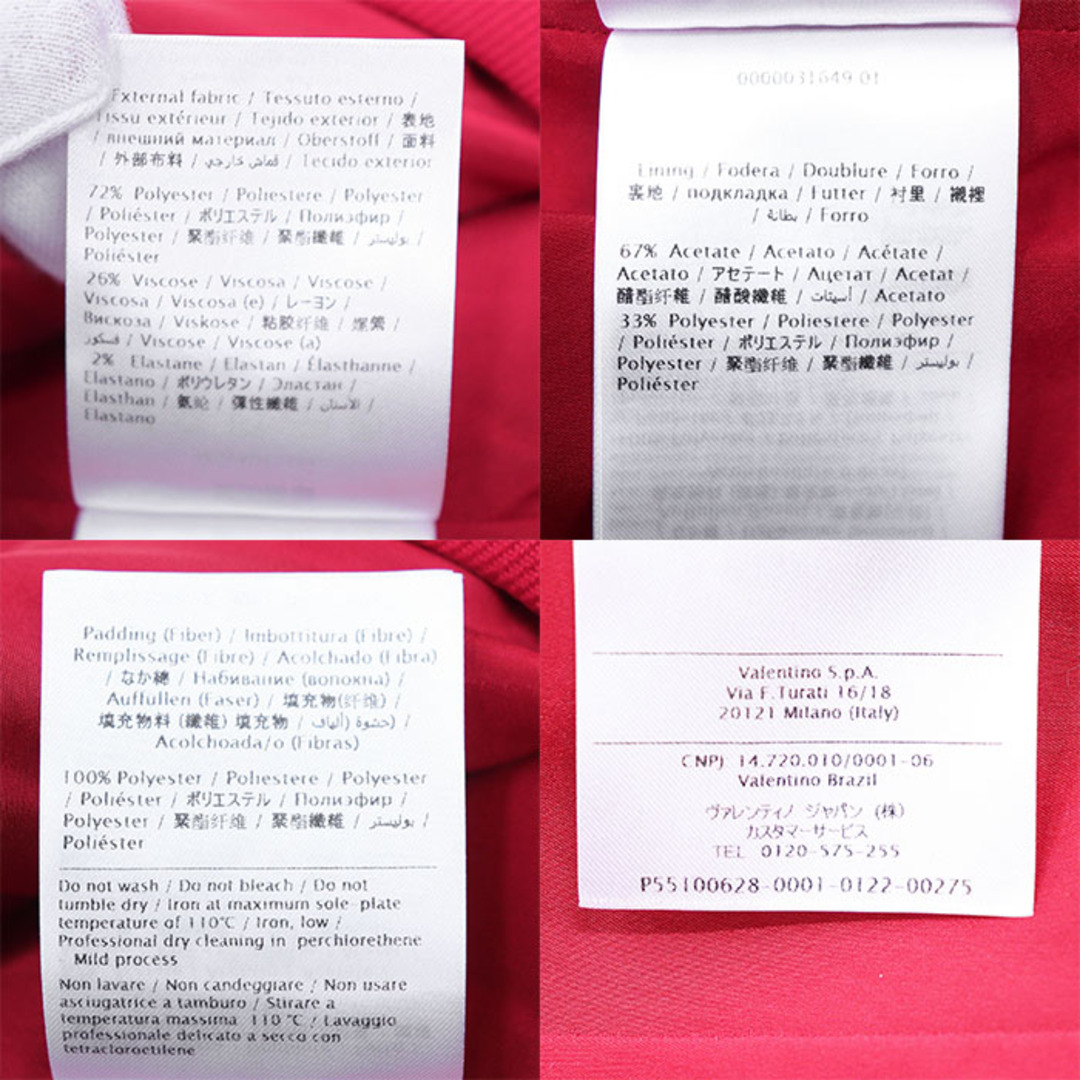 External fabric / Tessuto esterno /
Tissu extérieur / Tejido exterior / 表地
/ внешний материал / Oberstoff / 面料
/ 外部布料 / قماش خارجي / Tecido exterior
72% Polyester / Poliestere / Polyester
/ Poliéster / ポリエステル / Полиэфир /
Polyester / 聚酯纤维 / 聚酯纖維 / بوليستر /
Poliéster
26% Viscose / Viscosa / Viscose /
Viscosa / Viscosa (e) / レーヨン /
Вискоза / Viskose / 粘胶纤维 / 嫘縈 /
فسكوز / Viscose / Viscose (a)
2% Elastane / Elastan / Élasthanne /
Elastano / ポリウレタン / Эластан /
Elasthan / 氨纶 / 彈性纖維 / الأستان /
Elastano
0000031649 01
Lining / Fodera / Doublure / Forro /
裏地 / подкладка / Futter / 衬里 / 襯裡
/ بطانة / Forro
67% Acetate / Acetato / Acétate /
Acetato / アセテート / Ацетат / Acetat /
醋酯纤维 / 醋酸纖維 / أسيتات / Acetato
33% Polyester / Poliestere / Polyester
/ Poliéster / ポリエステル / Полиэфир /
Polyester / 聚酯纤维 / 聚酯纖維 / بوليستر /
Poliéster
Padding (Fiber) / Imbottitura (Fibre) /
Remplissage (Fibre) / Acolchado (Fibra)
/ なか綿 / Набивание (волокна) /
Auffullen (Faser) / 填充物(纤维) /
填充物料 (纖維) 填充物 / حشوة (ألياف) /
Acolchoada/o (Fibras)
100% Polyester / Poliestere / Polyester
/ Poliéster / ポリエステル / Полиэфир /
Polyester / 聚酯纤维 / 聚酯纖維 / بوليستر /
Poliéster
Do not wash / Do not bleach / Do not
tumble dry / Iron at maximum sole-plate
temperature of 110°C / Iron, low /
Professional dry cleaning in perchlorethene
- Mild process
Non lavare / Non candeggiare / Non usare
asciugatrice a tamburo / Stirare a
temperatura massima 110 °C / Lavaggio
professionale delicato a secco con
tetracloroetilene
Valentino S.p.A.
Via F.Turati 16/18
20121 Milano (Italy)
CNPJ 14.720.010/0001-06
Valentino Brazil
ヴァレンティノ ジャパン (株)
カスタマーサービス
TEL 0120-575-255
P55100628-0001-0122-00275